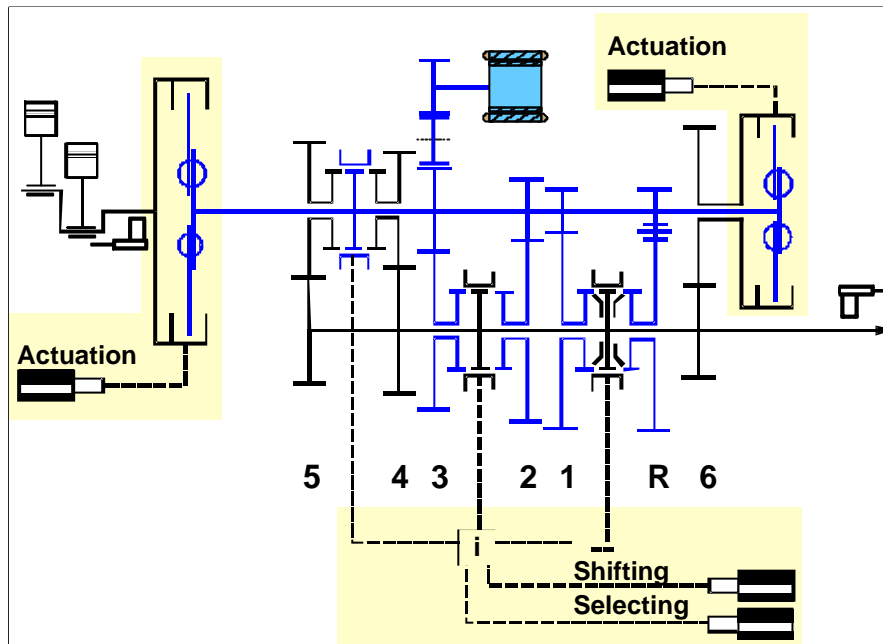 Actuation
Actuation
5 4 3 2 1 R 6
i
Shifting
Selecting